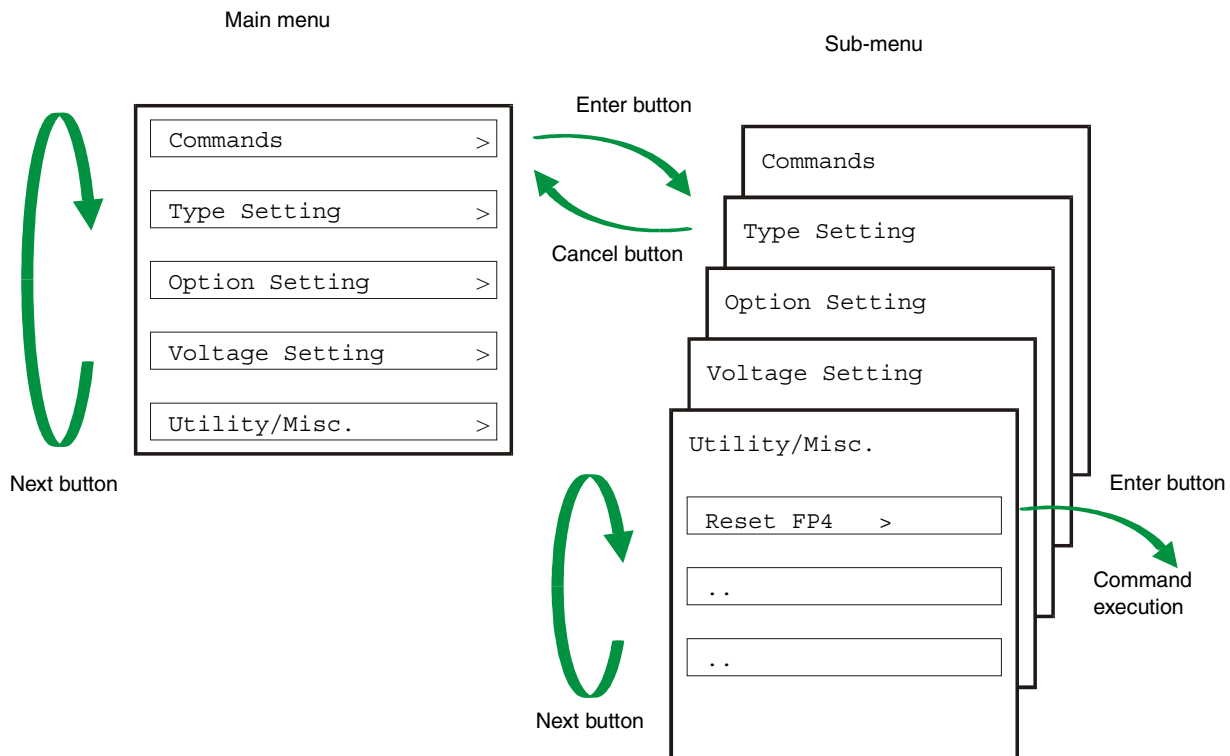 Main menu
Sub-menu
Commands >
Type Setting >
Option Setting >
Voltage Setting >
Utility/Misc. >
Next button
Enter button
Cancel button
Commands
Type Setting
Option Setting
Voltage Setting
Utility/Misc.
Reset FP4 >
..
..
Next button
Enter button
Command
execution